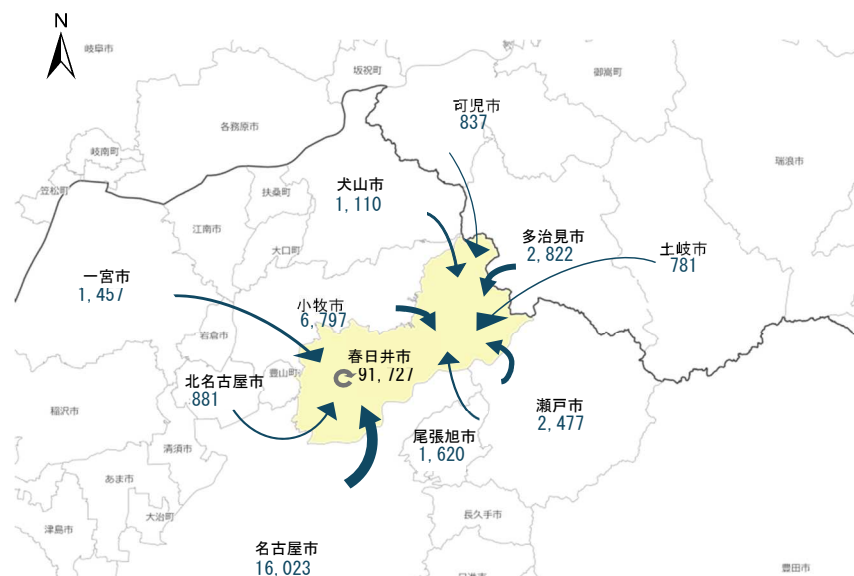 N
岐阜市
坂祝町
御嵩町
可児市
837
各務原市
岐南町
瑞浪市
笠松町
扶桑町
犬山市
1,110
江南市
大口町
多治見市
2,822
土岐市
781
一宮市
1,457
小牧市
6,797
岩倉市
春日井市
91,727
豊山町
北名古屋市
881
稲沢市
瀬戸市
2,477
尾張旭市
1,620
清須市
あま市
大治町
津島市
長久手市
名古屋市
16,023
日進市
豊田市